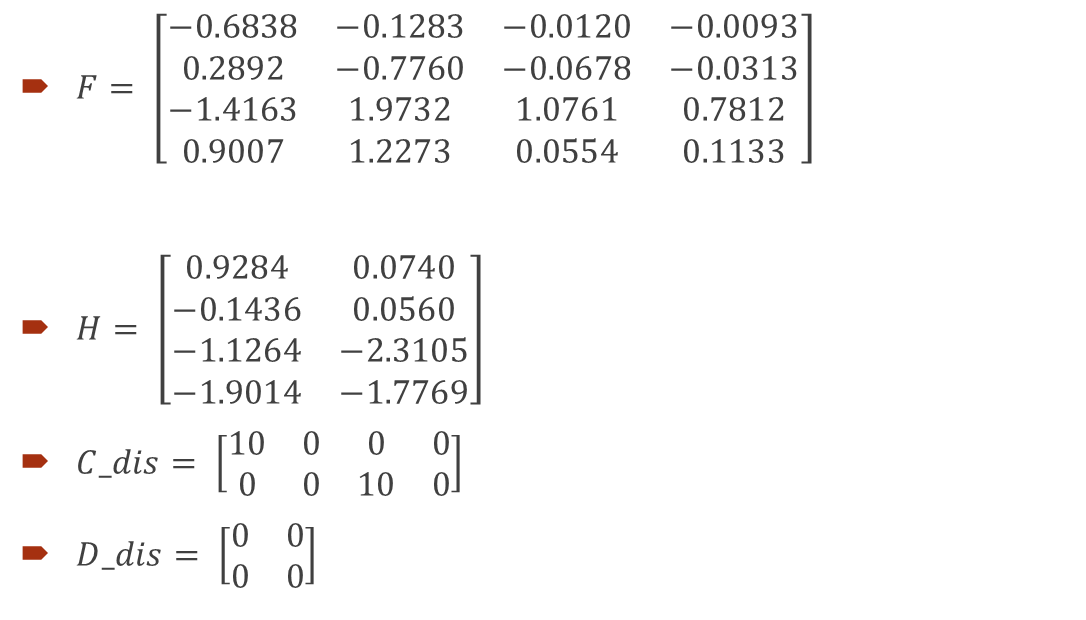 F = [−0.6838 −0.1283 −0.0120 −0.0093
0.2892 −0.7760 −0.0678 −0.0313
−1.4163 1.9732 1.0761 0.7812
0.9007 1.2273 0.0554 0.1133]
H = [0.9284 0.0740
−0.1436 0.0560
−1.1264 −2.3105
−1.9014 −1.7769]
C_dis = [10 0 0 0
0 0 10 0]
D_dis = [0 0
0 0]